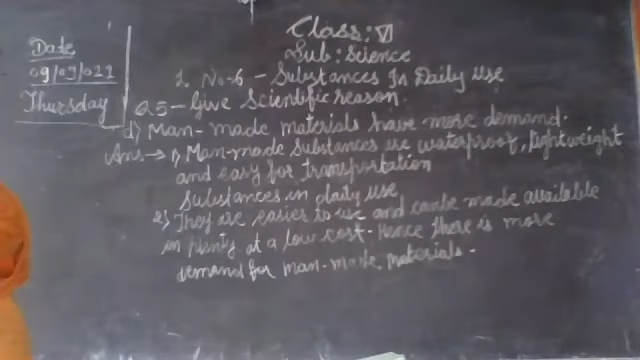 Date
09/09/021
Thursday
Class: VI
Sub: Science
L No-6 - Substances In Daily Use
Q5 - Give Scientific reason.
d) Man-made materials have more demand.
Ans → 1) Man-made substances are waterproof, lightweight
and easy for transportation
Substances in daily use
2) They are easier to use and can be made available
in plenty at a low cost. Hence there is more
demand for man-made materials.